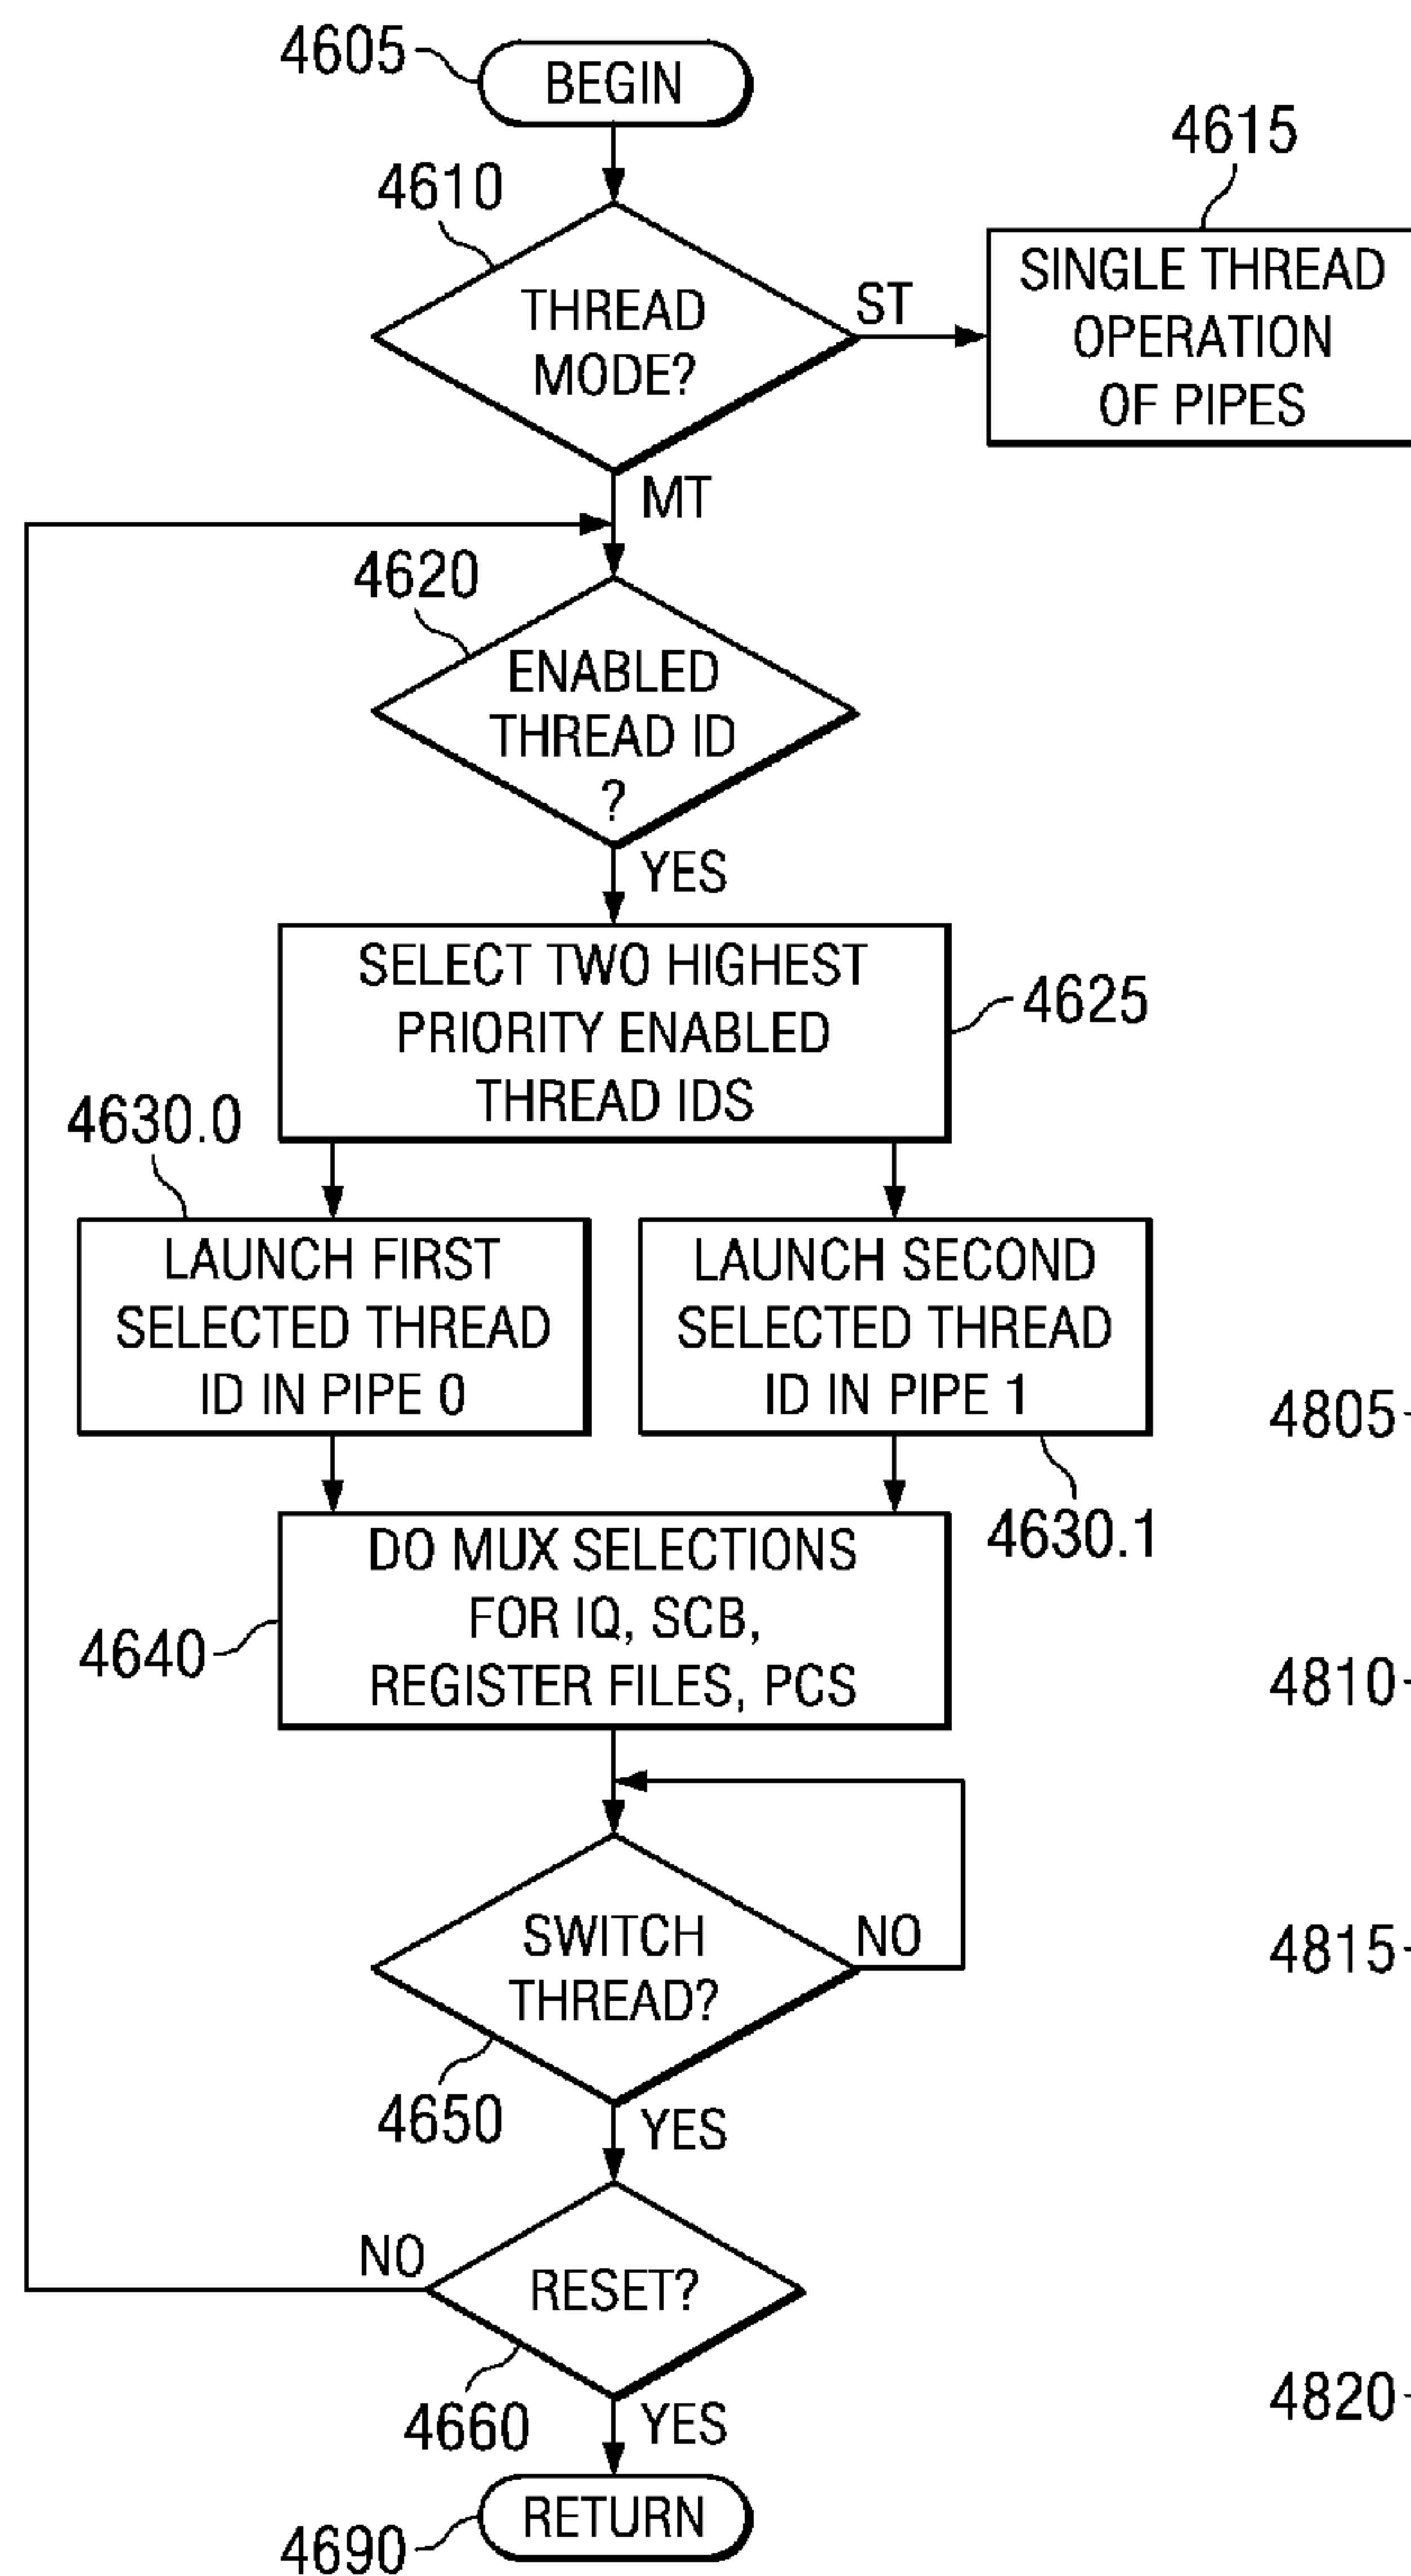 4605
BEGIN
4610
THREAD
MODE?
ST
4615
SINGLE THREAD
OPERATION
OF PIPES
MT
4620
ENABLED
THREAD ID
?
YES
SELECT TWO HIGHEST
PRIORITY ENABLED
THREAD IDS
4625
4630.0
LAUNCH FIRST
SELECTED THREAD
ID IN PIPE 0
LAUNCH SECOND
SELECTED THREAD
ID IN PIPE 1
4630.1
DO MUX SELECTIONS
FOR IQ, SCB,
REGISTER FILES, PCS
4640
SWITCH
THREAD?
NO
4650
YES
NO
RESET?
4660
YES
RETURN
4690
4805
4810
4815
4820